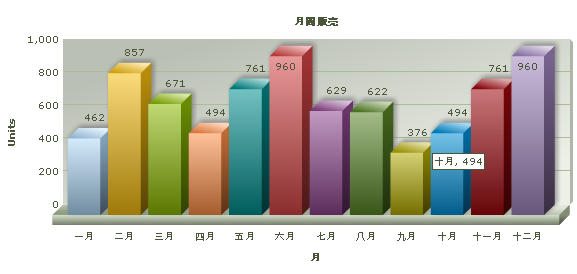 月間販売
1,000
800
600
400
200
0
Units
462
857
671
494
761
960
629
622
376
494
761
960
十月, 494
一月
二月
三月
四月
五月
六月
七月
八月
九月
十月
十一月
十二月
月